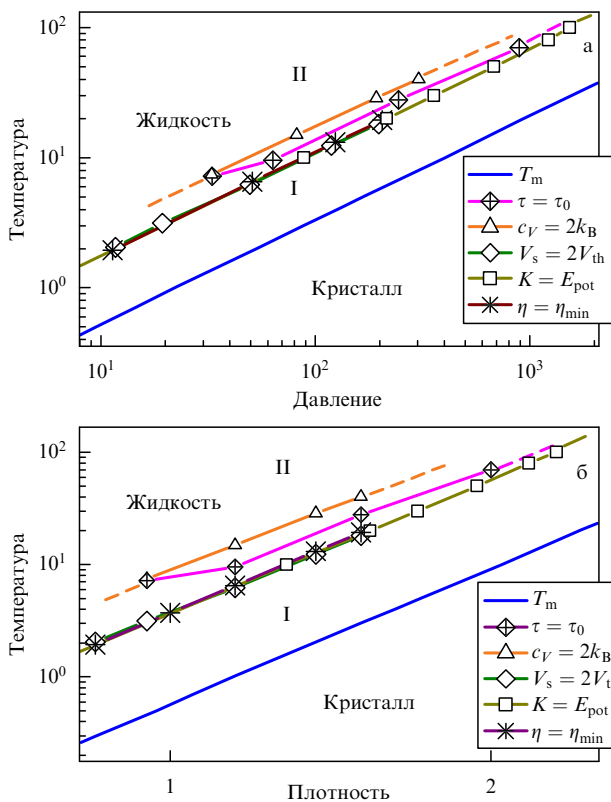 10²
а
II
Жидкость
Температура
10¹
I
T_m
τ = τ₀
c_V = 2k_B
V_s = 2V_th
K = E_pot
η = η_min
10⁰
Кристалл
10¹
10²
10³
Давление
10²
б
II
Жидкость
Температура
10¹
I
T_m
τ = τ₀
c_V = 2k_B
V_s = 2V_t
K = E_pot
η = η_min
10⁰
Кристалл
1
2
Плотность